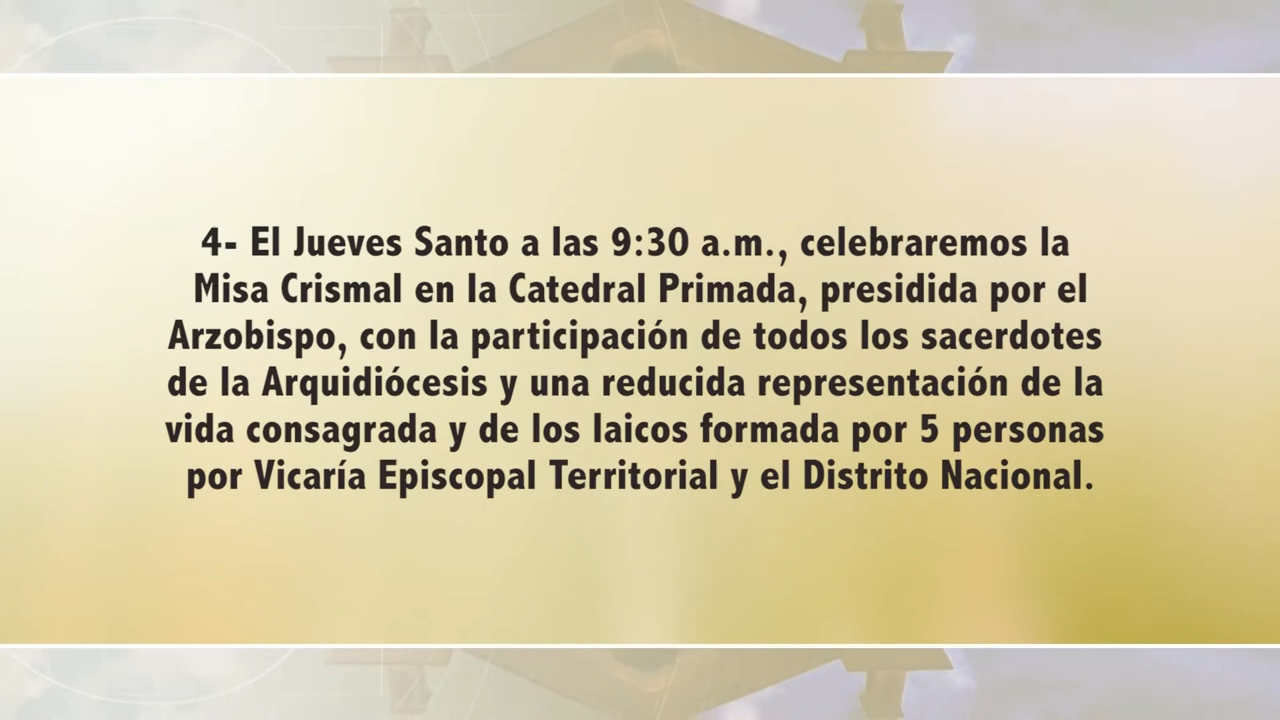 4- El Jueves Santo a las 9:30 a.m., celebraremos la
Misa Crismal en la Catedral Primada, presidida por el
Arzobispo, con la participación de todos los sacerdotes
de la Arquidiócesis y una reducida representación de la
vida consagrada y de los laicos formada por 5 personas
por Vicaría Episcopal Territorial y el Distrito Nacional.